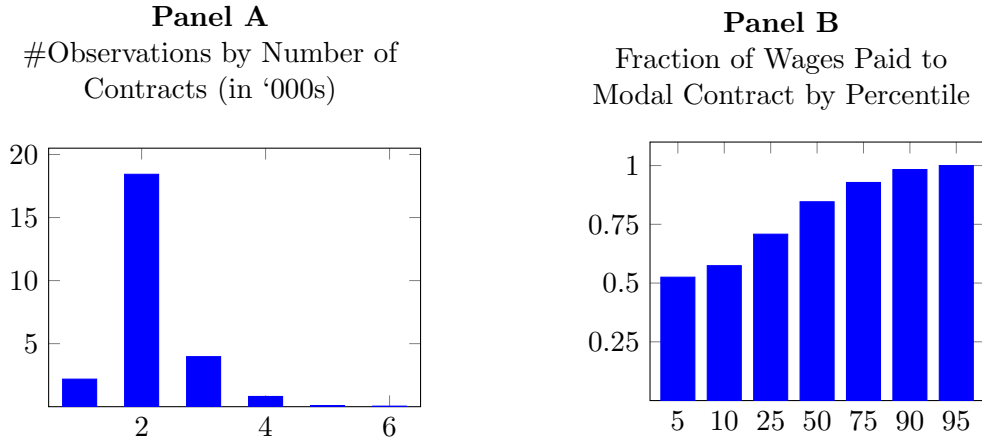 Panel A
#Observations by Number of
Contracts (in ‘000s)
20
15
10
5
2 4 6
Panel B
Fraction of Wages Paid to
Modal Contract by Percentile
1
0.75
0.5
0.25
5 10 25 50 75 90 95